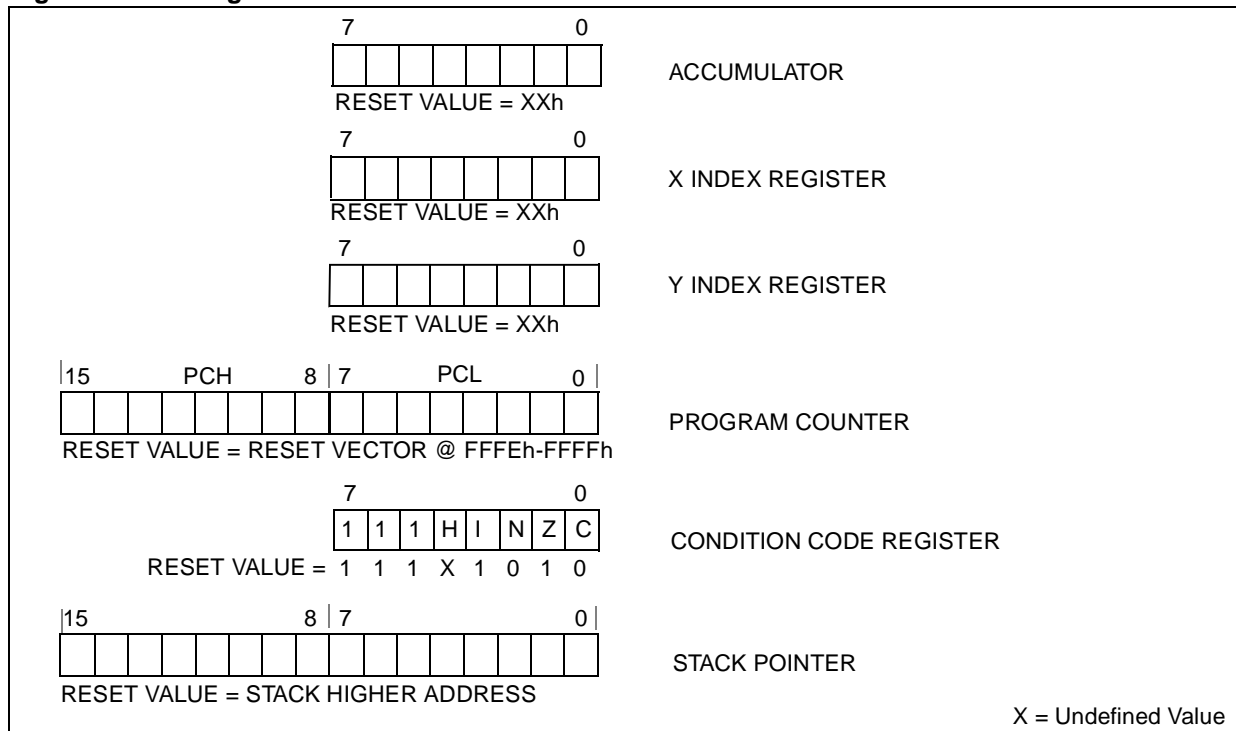 7 0
ACCUMULATOR
RESET VALUE = XXh
7 0
X INDEX REGISTER
RESET VALUE = XXh
7 0
Y INDEX REGISTER
RESET VALUE = XXh
15 PCH 8 7 PCL 0
PROGRAM COUNTER
RESET VALUE = RESET VECTOR @ FFFEh-FFFFh
7 0
1 1 1 H I N Z C
CONDITION CODE REGISTER
RESET VALUE = 1 1 1 X 1 0 1 0
15 8 7 0
STACK POINTER
RESET VALUE = STACK HIGHER ADDRESS
X = Undefined Value